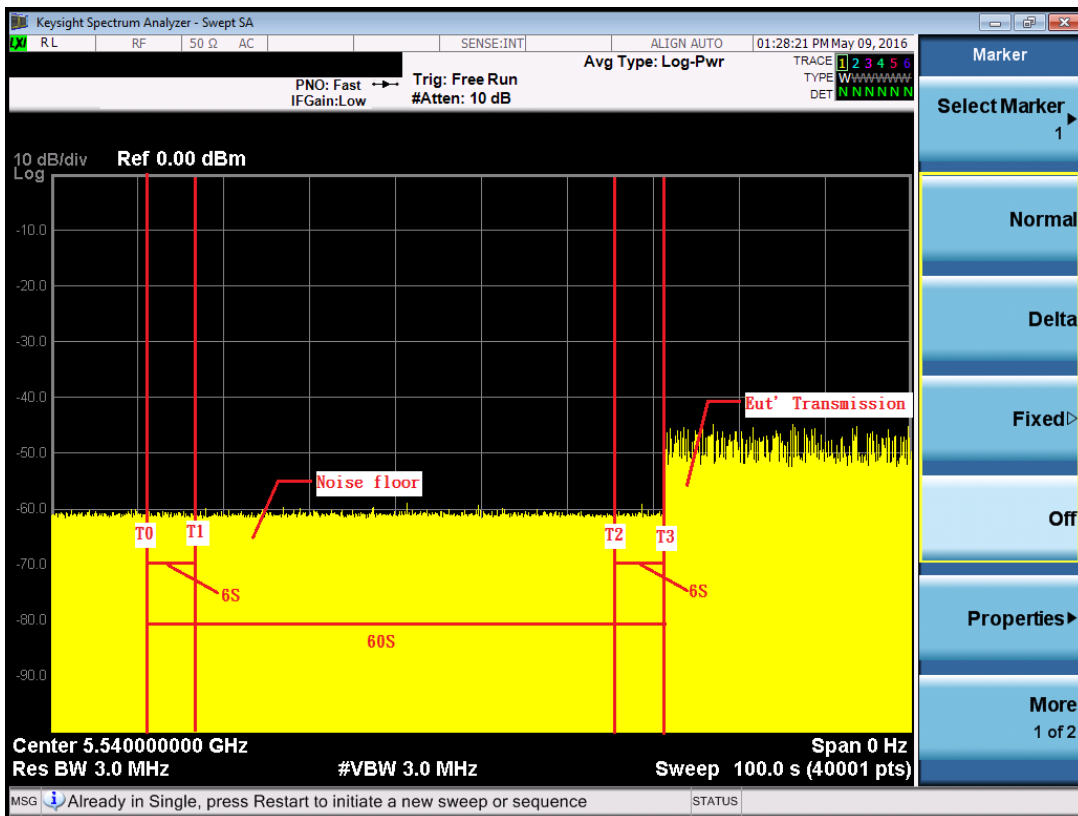 Keysight Spectrum Analyzer - Swept SA
LXI RL RF 50 Ω AC SENSE:INT ALIGN AUTO 01:28:21 PM May 09, 2016
Avg Type: Log-Pwr
TRACE 1 2 3 4 5 6
TYPE WWWWWWW
DET N N N N N N
PNO: Fast
IFGain:Low
Trig: Free Run
#Atten: 10 dB
10 dB/div Ref 0.00 dBm
Log
-10.0
-20.0
-30.0
-40.0
-50.0
-60.0
-70.0
-80.0
-90.0
Eut' Transmission
Noise floor
T0 T1 T2 T3
6S 6S
60S
Center 5.540000000 GHz Span 0 Hz
Res BW 3.0 MHz #VBW 3.0 MHz Sweep 100.0 s (40001 pts)
MSG Already in Single, press Restart to initiate a new sweep or sequence STATUS
Marker
Select Marker
1
Normal
Delta
Fixed
Off
Properties
More
1 of 2